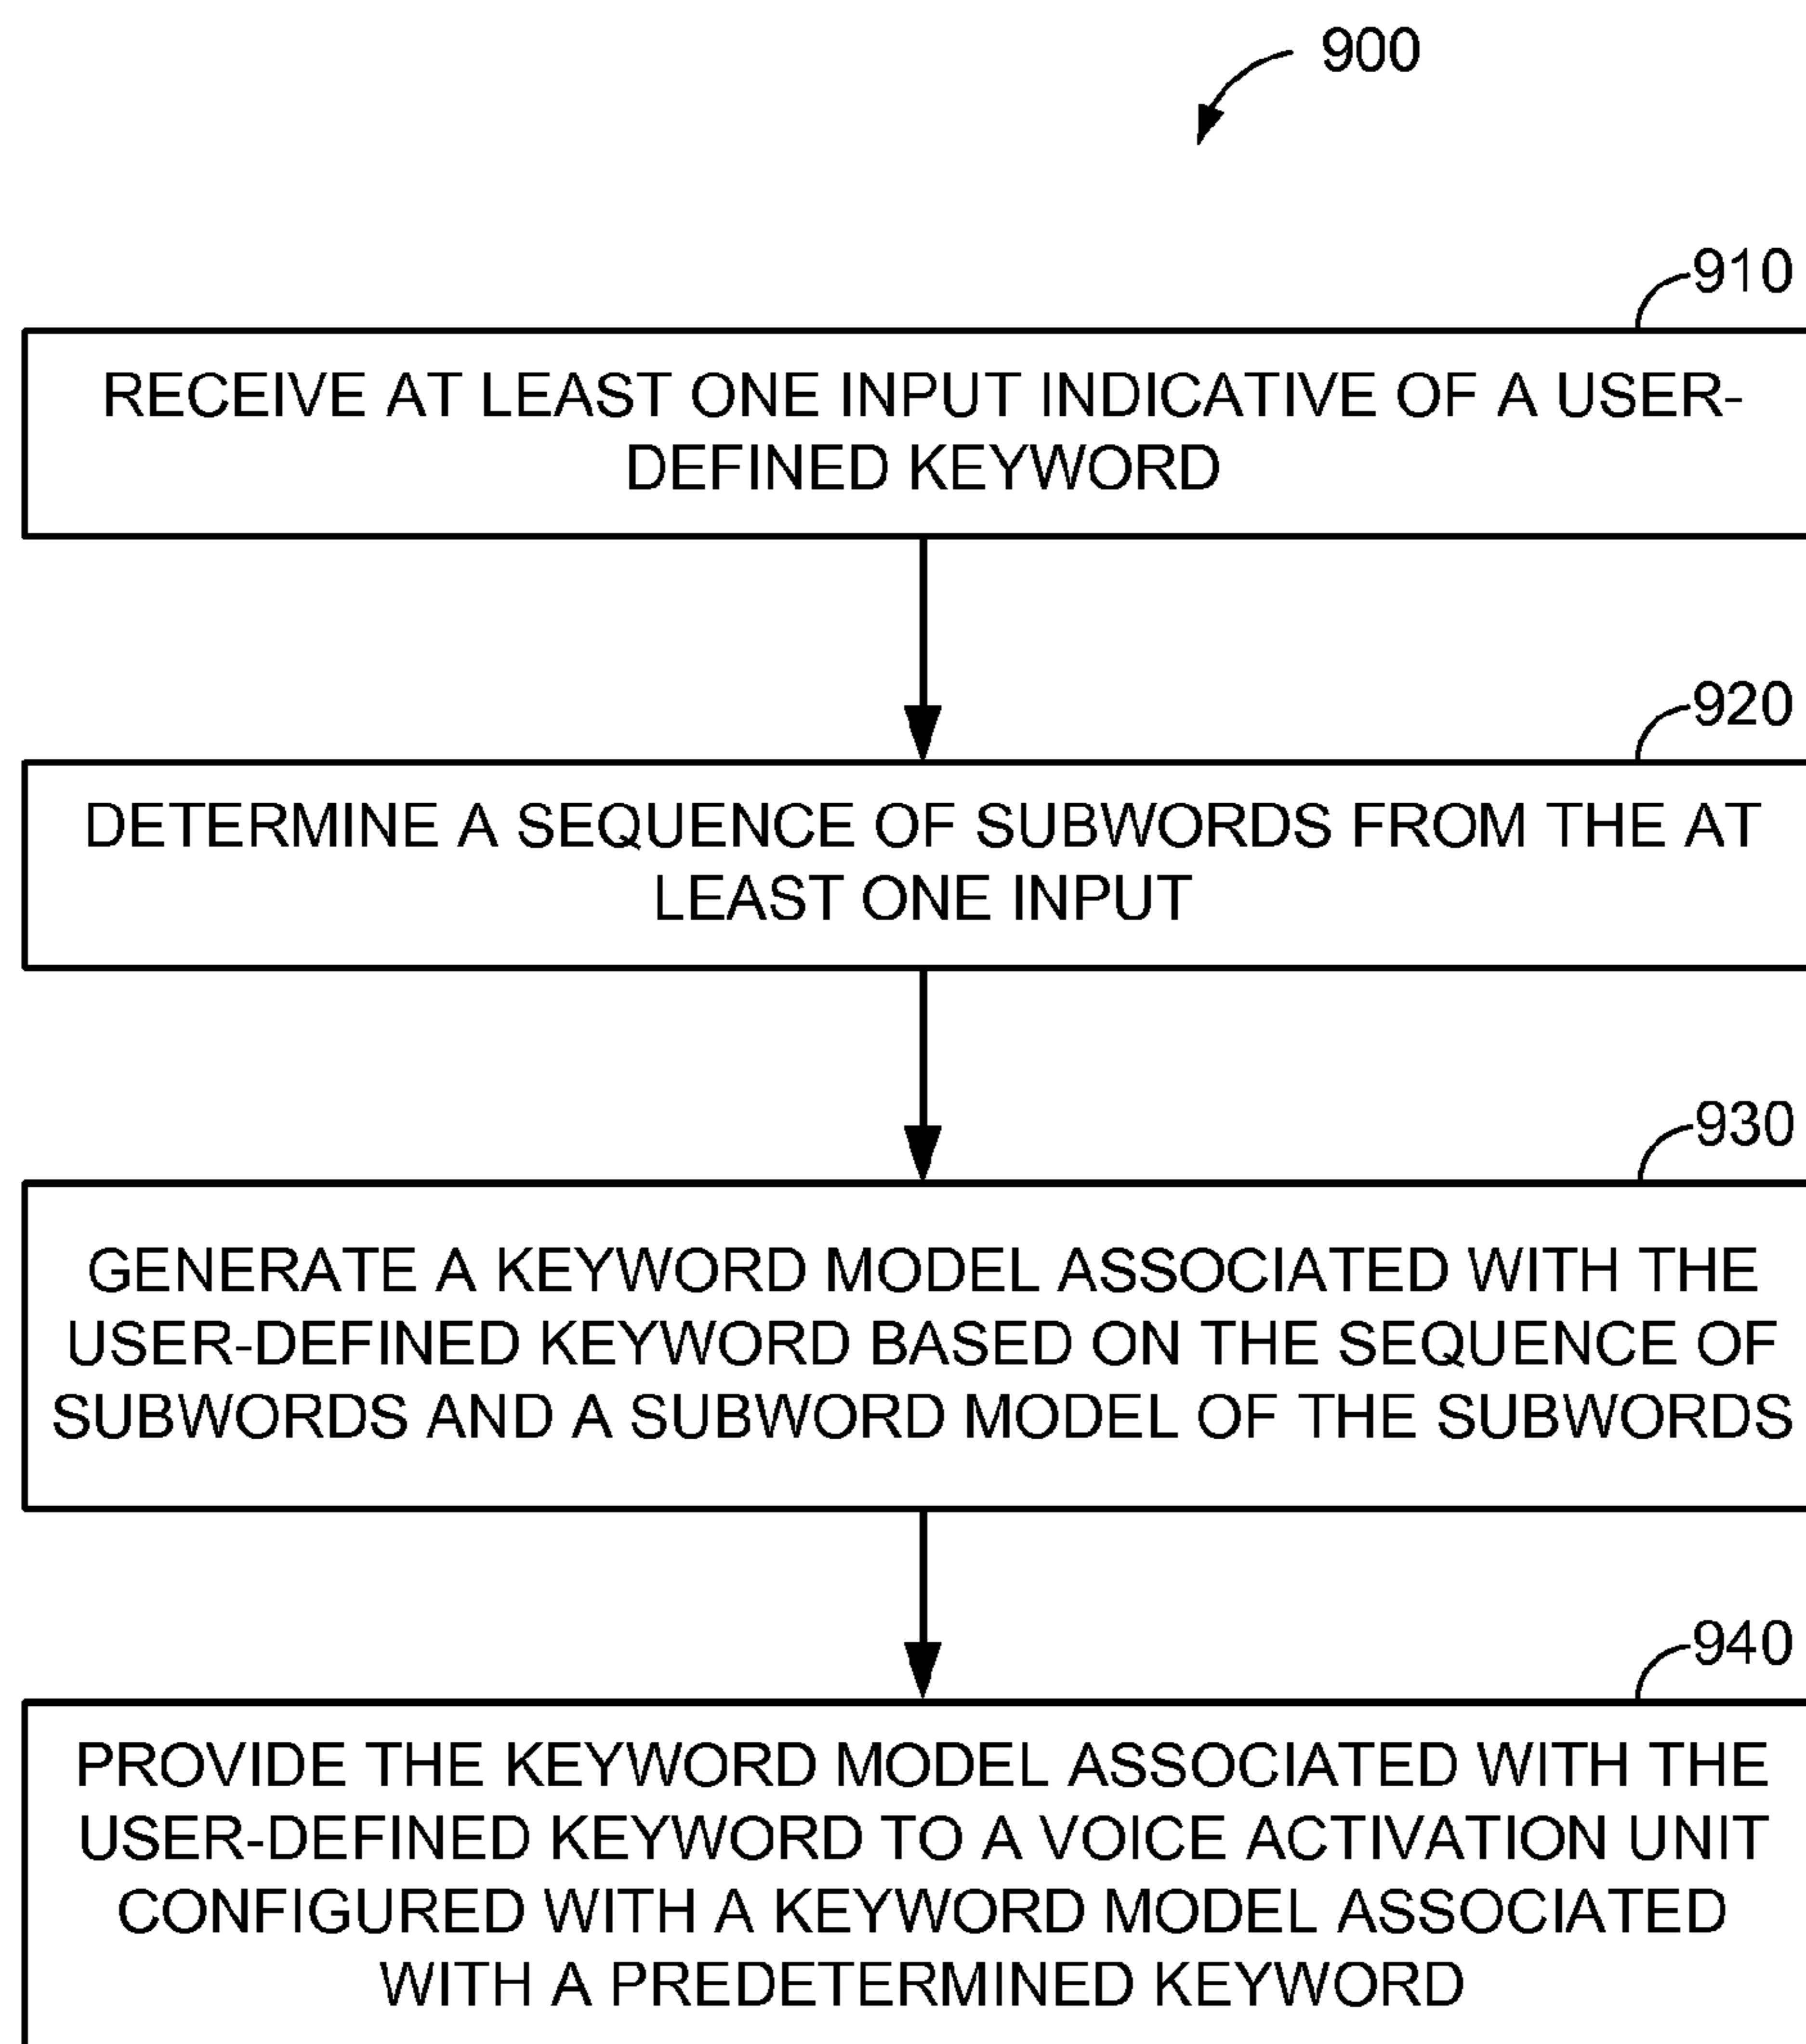 900
910
RECEIVE AT LEAST ONE INPUT INDICATIVE OF A USER-
DEFINED KEYWORD
920
DETERMINE A SEQUENCE OF SUBWORDS FROM THE AT
LEAST ONE INPUT
930
GENERATE A KEYWORD MODEL ASSOCIATED WITH THE
USER-DEFINED KEYWORD BASED ON THE SEQUENCE OF
SUBWORDS AND A SUBWORD MODEL OF THE SUBWORDS
940
PROVIDE THE KEYWORD MODEL ASSOCIATED WITH THE
USER-DEFINED KEYWORD TO A VOICE ACTIVATION UNIT
CONFIGURED WITH A KEYWORD MODEL ASSOCIATED
WITH A PREDETERMINED KEYWORD